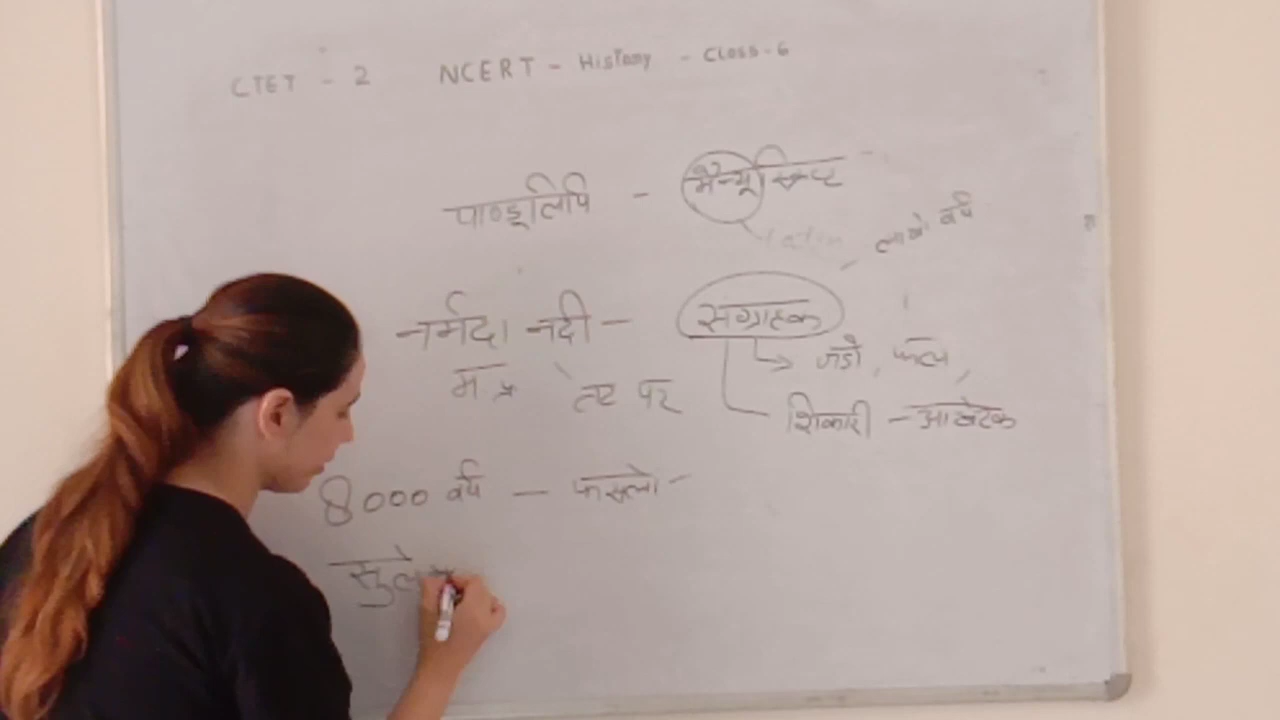 CTET - 2 NCERT - History - Class-6
पाण्डूलिपि - मैन्यूस्क्रिप्ट
लाखो वर्ष
नर्मदा नदी - संग्राहक
तट पर जडो, फल,
शिकारी - आखेटक
8000 वर्ष - फसलो -
सुले